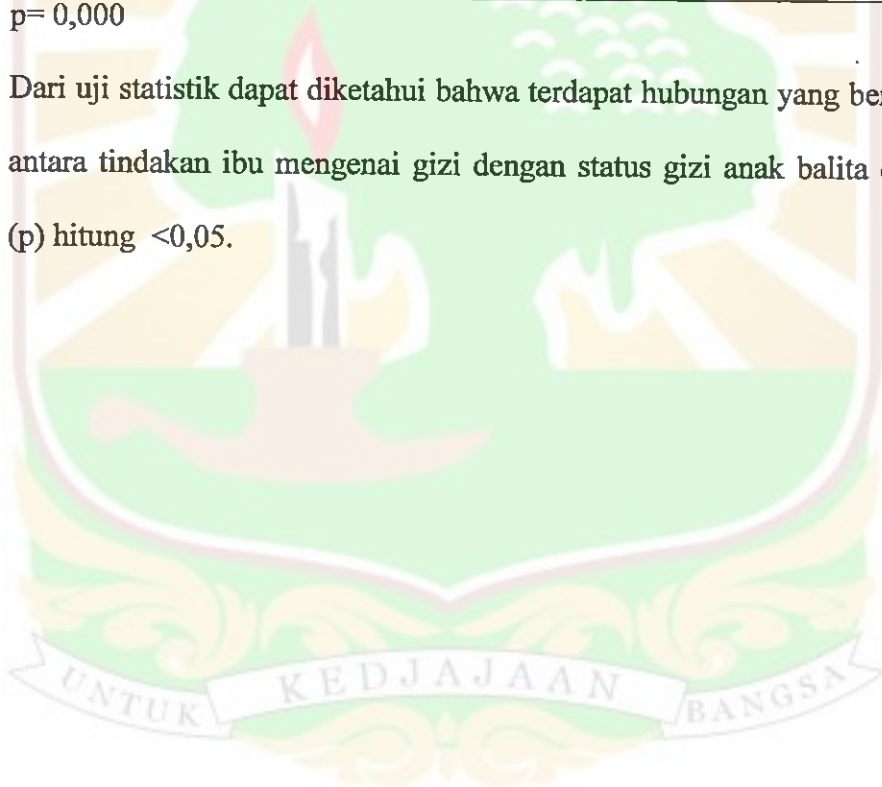 p= 0,000
Dari uji statistik dapat diketahui bahwa terdapat hubungan yang
antara tindakan ibu mengenai gizi dengan status gizi anak balita
(p) hitung <0,05.
UNTUK KEDJAJAAN BANGSA